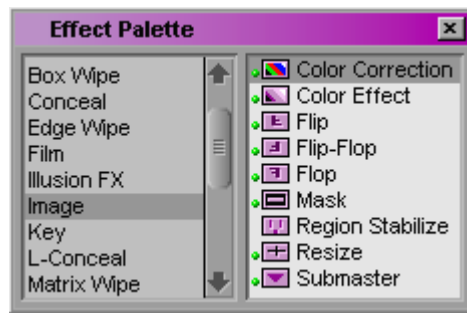 Effect Palette
Box Wipe
Conceal
Edge Wipe
Film
Illusion FX
Image
Key
L-Conceal
Matrix Wipe
Color Correction
Color Effect
Flip
Flip-Flop
Flop
Mask
Region Stabilize
Resize
Submaster